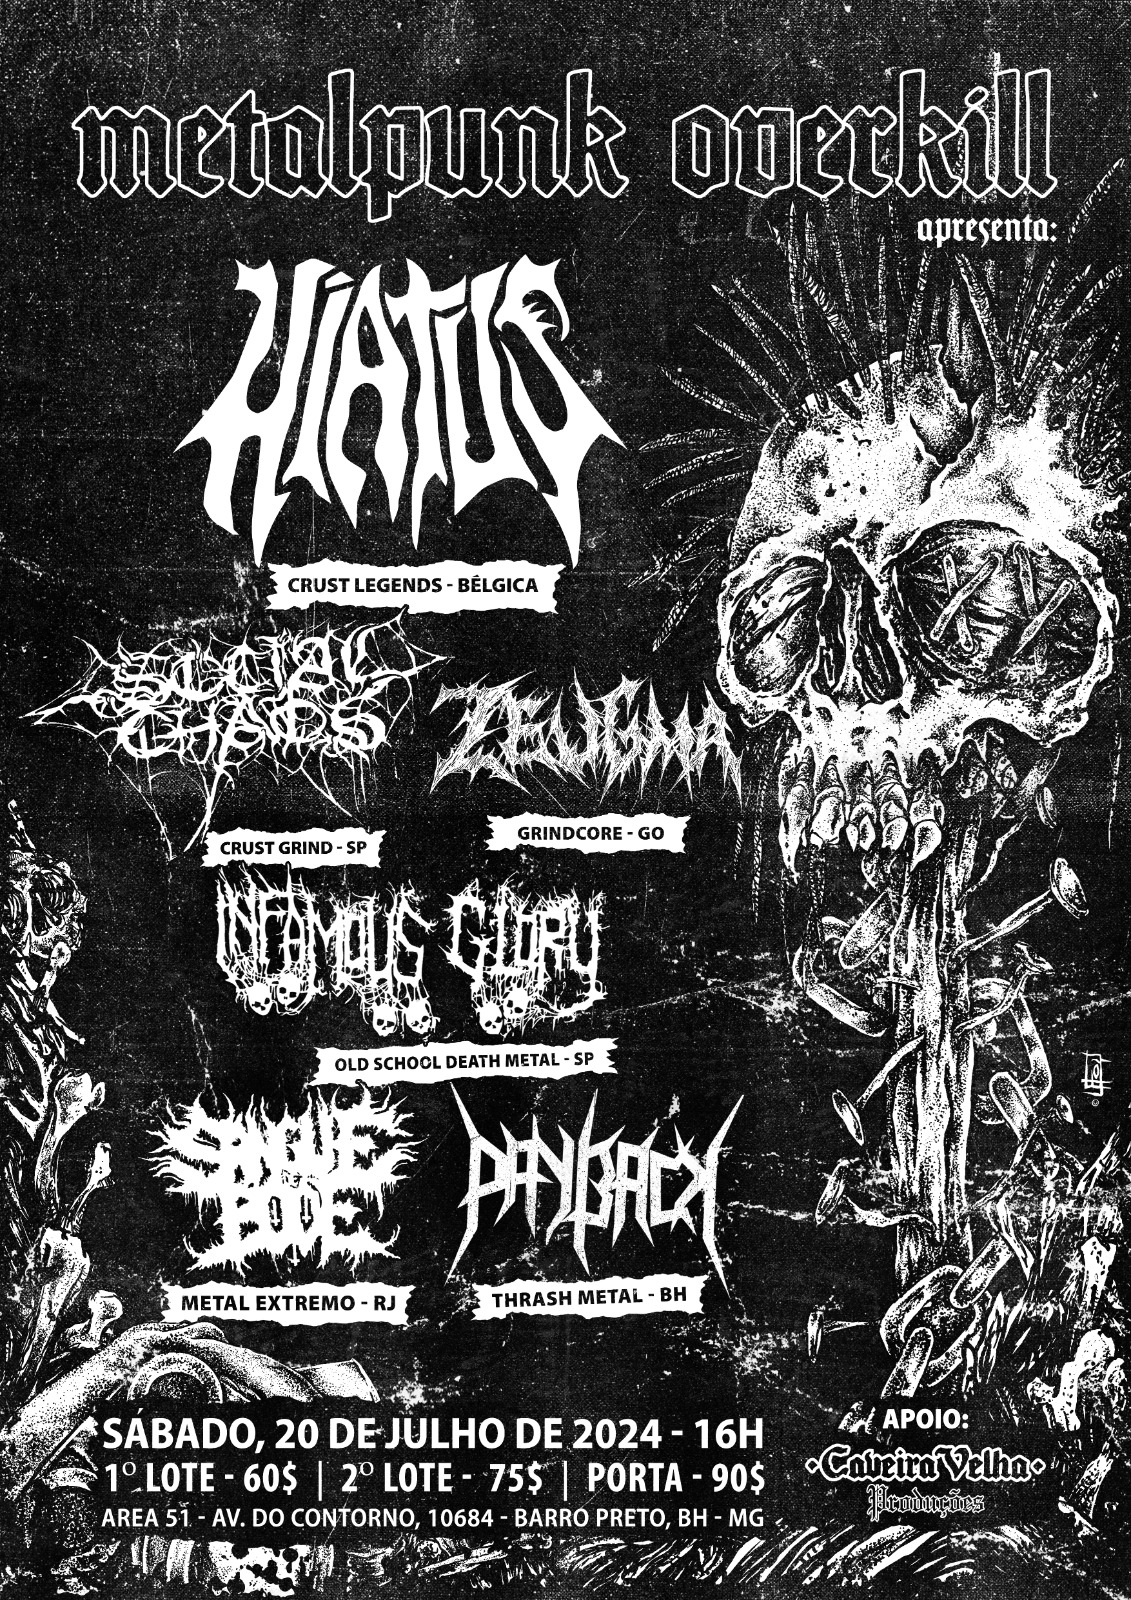 metalpunk overkill
apresenta:
HIATUS
CRUST LEGENDS - BÉLGICA
SOCIAL
CHAOS
ZEUGMA
CRUST GRIND - SP
GRINDCORE - GO
INFAMOUS GLORY
OLD SCHOOL DEATH METAL - SP
SANGUE
DE
BODE
PAYBACK
METAL EXTREMO - RJ
THRASH METAL - BH
SÁBADO, 20 DE JULHO DE 2024 - 16H
1º LOTE - 60$ | 2º LOTE - 75$ | PORTA - 90$
AREA 51 - AV. DO CONTORNO, 10684 - BARRO PRETO, BH - MG
APOIO:
·Caveira Velha·
Produções